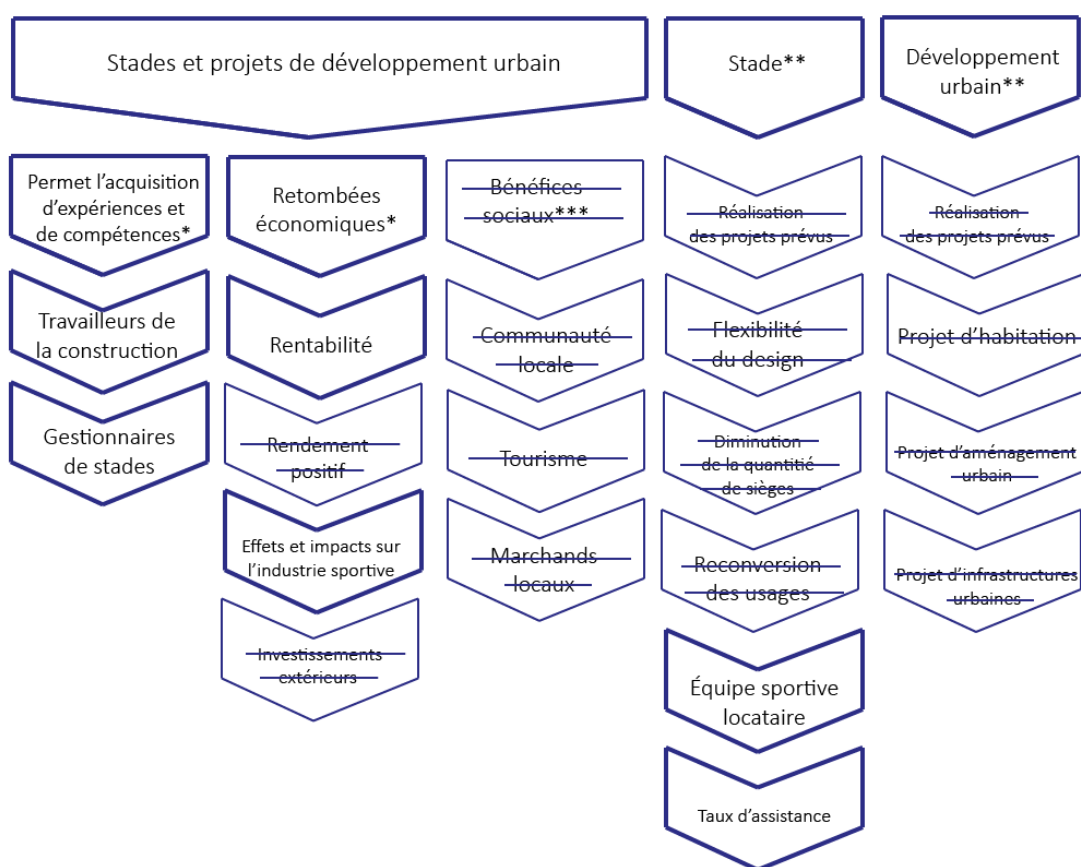 Stades et projets de développement urbain
Stade**
Développement
urbain**
Permet l'acquisition
d'expériences et
de compétences*
Travailleurs de
la construction
Gestionnaires
de stades
Retombées
économiques*
Rentabilité
Rendement
positif
Effets et impacts sur
l'industrie sportive
Investissements
extérieurs
Bénéfices
sociaux***
Communauté
locale
Tourisme
Marchands
locaux
Réalisation
des projets prévus
Flexibilité
du design
Diminution
de la quantitié
de sièges
Reconversion
des usages
Équipe sportive
locataire
Taux d'assistance
Réalisation
des projets prévus
Projet d'habitation
Projet d'aménagement
urbain
Projet d'infrastructures
urbaines